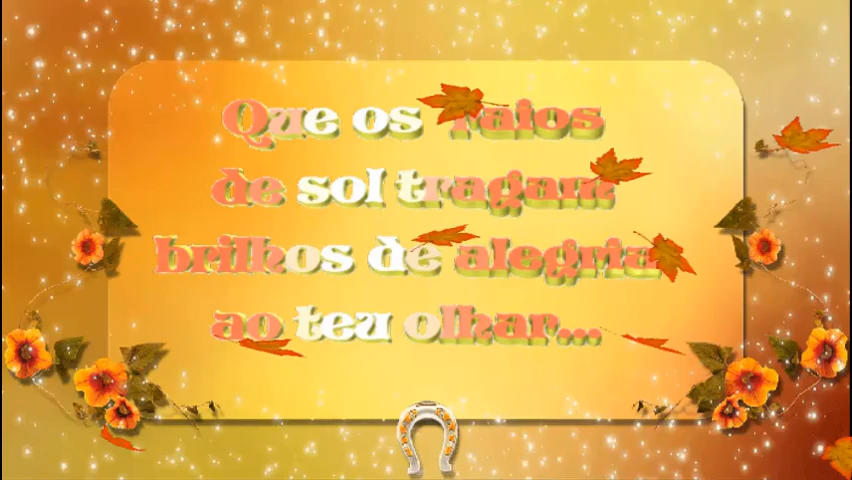 Que os raios
de sol tragam
brilhos de alegria
ao teu olhar...